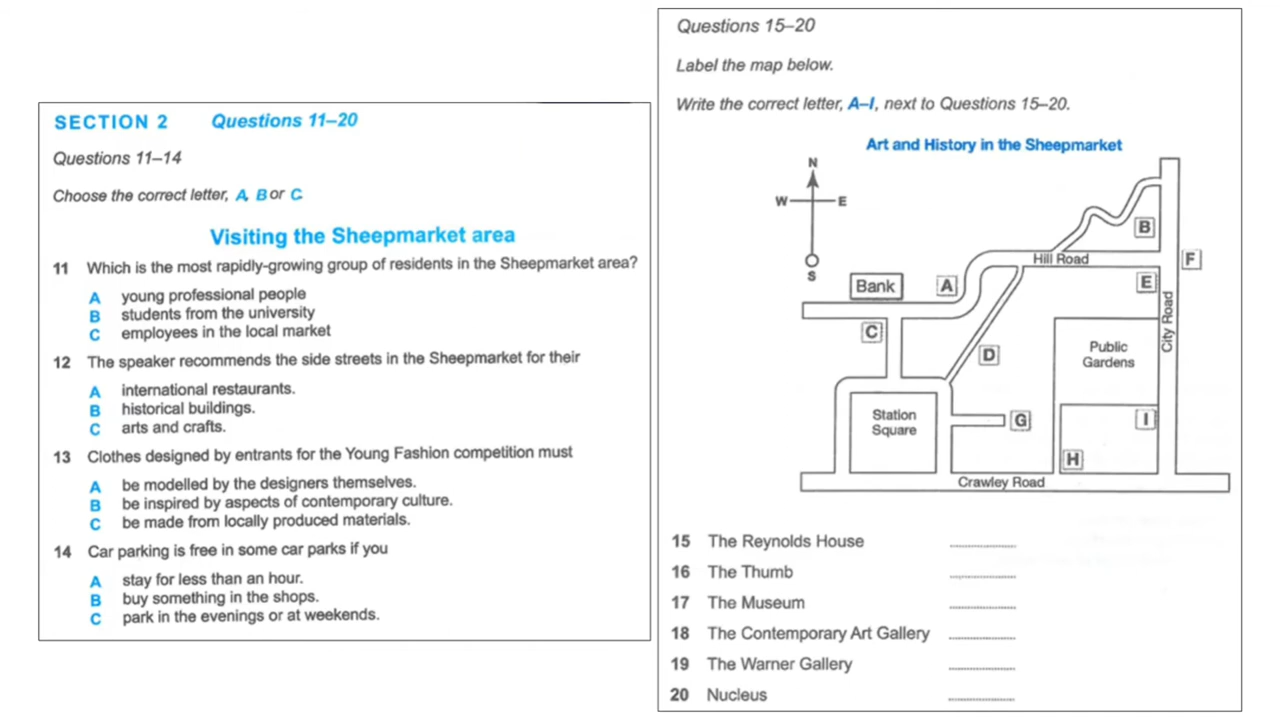 SECTION 2 Questions 11–20
Questions 11–14
Choose the correct letter, A, B or C
Visiting the Sheepmarket area
11 Which is the most rapidly-growing group of residents in the Sheepmarket area?
A young professional people
B students from the university
C employees in the local market
12 The speaker recommends the side streets in the Sheepmarket for their
A international restaurants.
B historical buildings.
C arts and crafts.
13 Clothes designed by entrants for the Young Fashion competition must
A be modelled by the designers themselves.
B be inspired by aspects of contemporary culture.
C be made from locally produced materials.
14 Car parking is free in some car parks if you
A stay for less than an hour.
B buy something in the shops.
C park in the evenings or at weekends.
Questions 15–20
Label the map below.
Write the correct letter, A–I, next to Questions 15–20.
Art and History in the Sheepmarket
N
W E
S
B
Hill Road
F
Bank
A
E
City Road
C
D
Public
Gardens
Station
Square
G
I
H
Crawley Road
15 The Reynolds House
16 The Thumb
17 The Museum
18 The Contemporary Art Gallery
19 The Warner Gallery
20 Nucleus